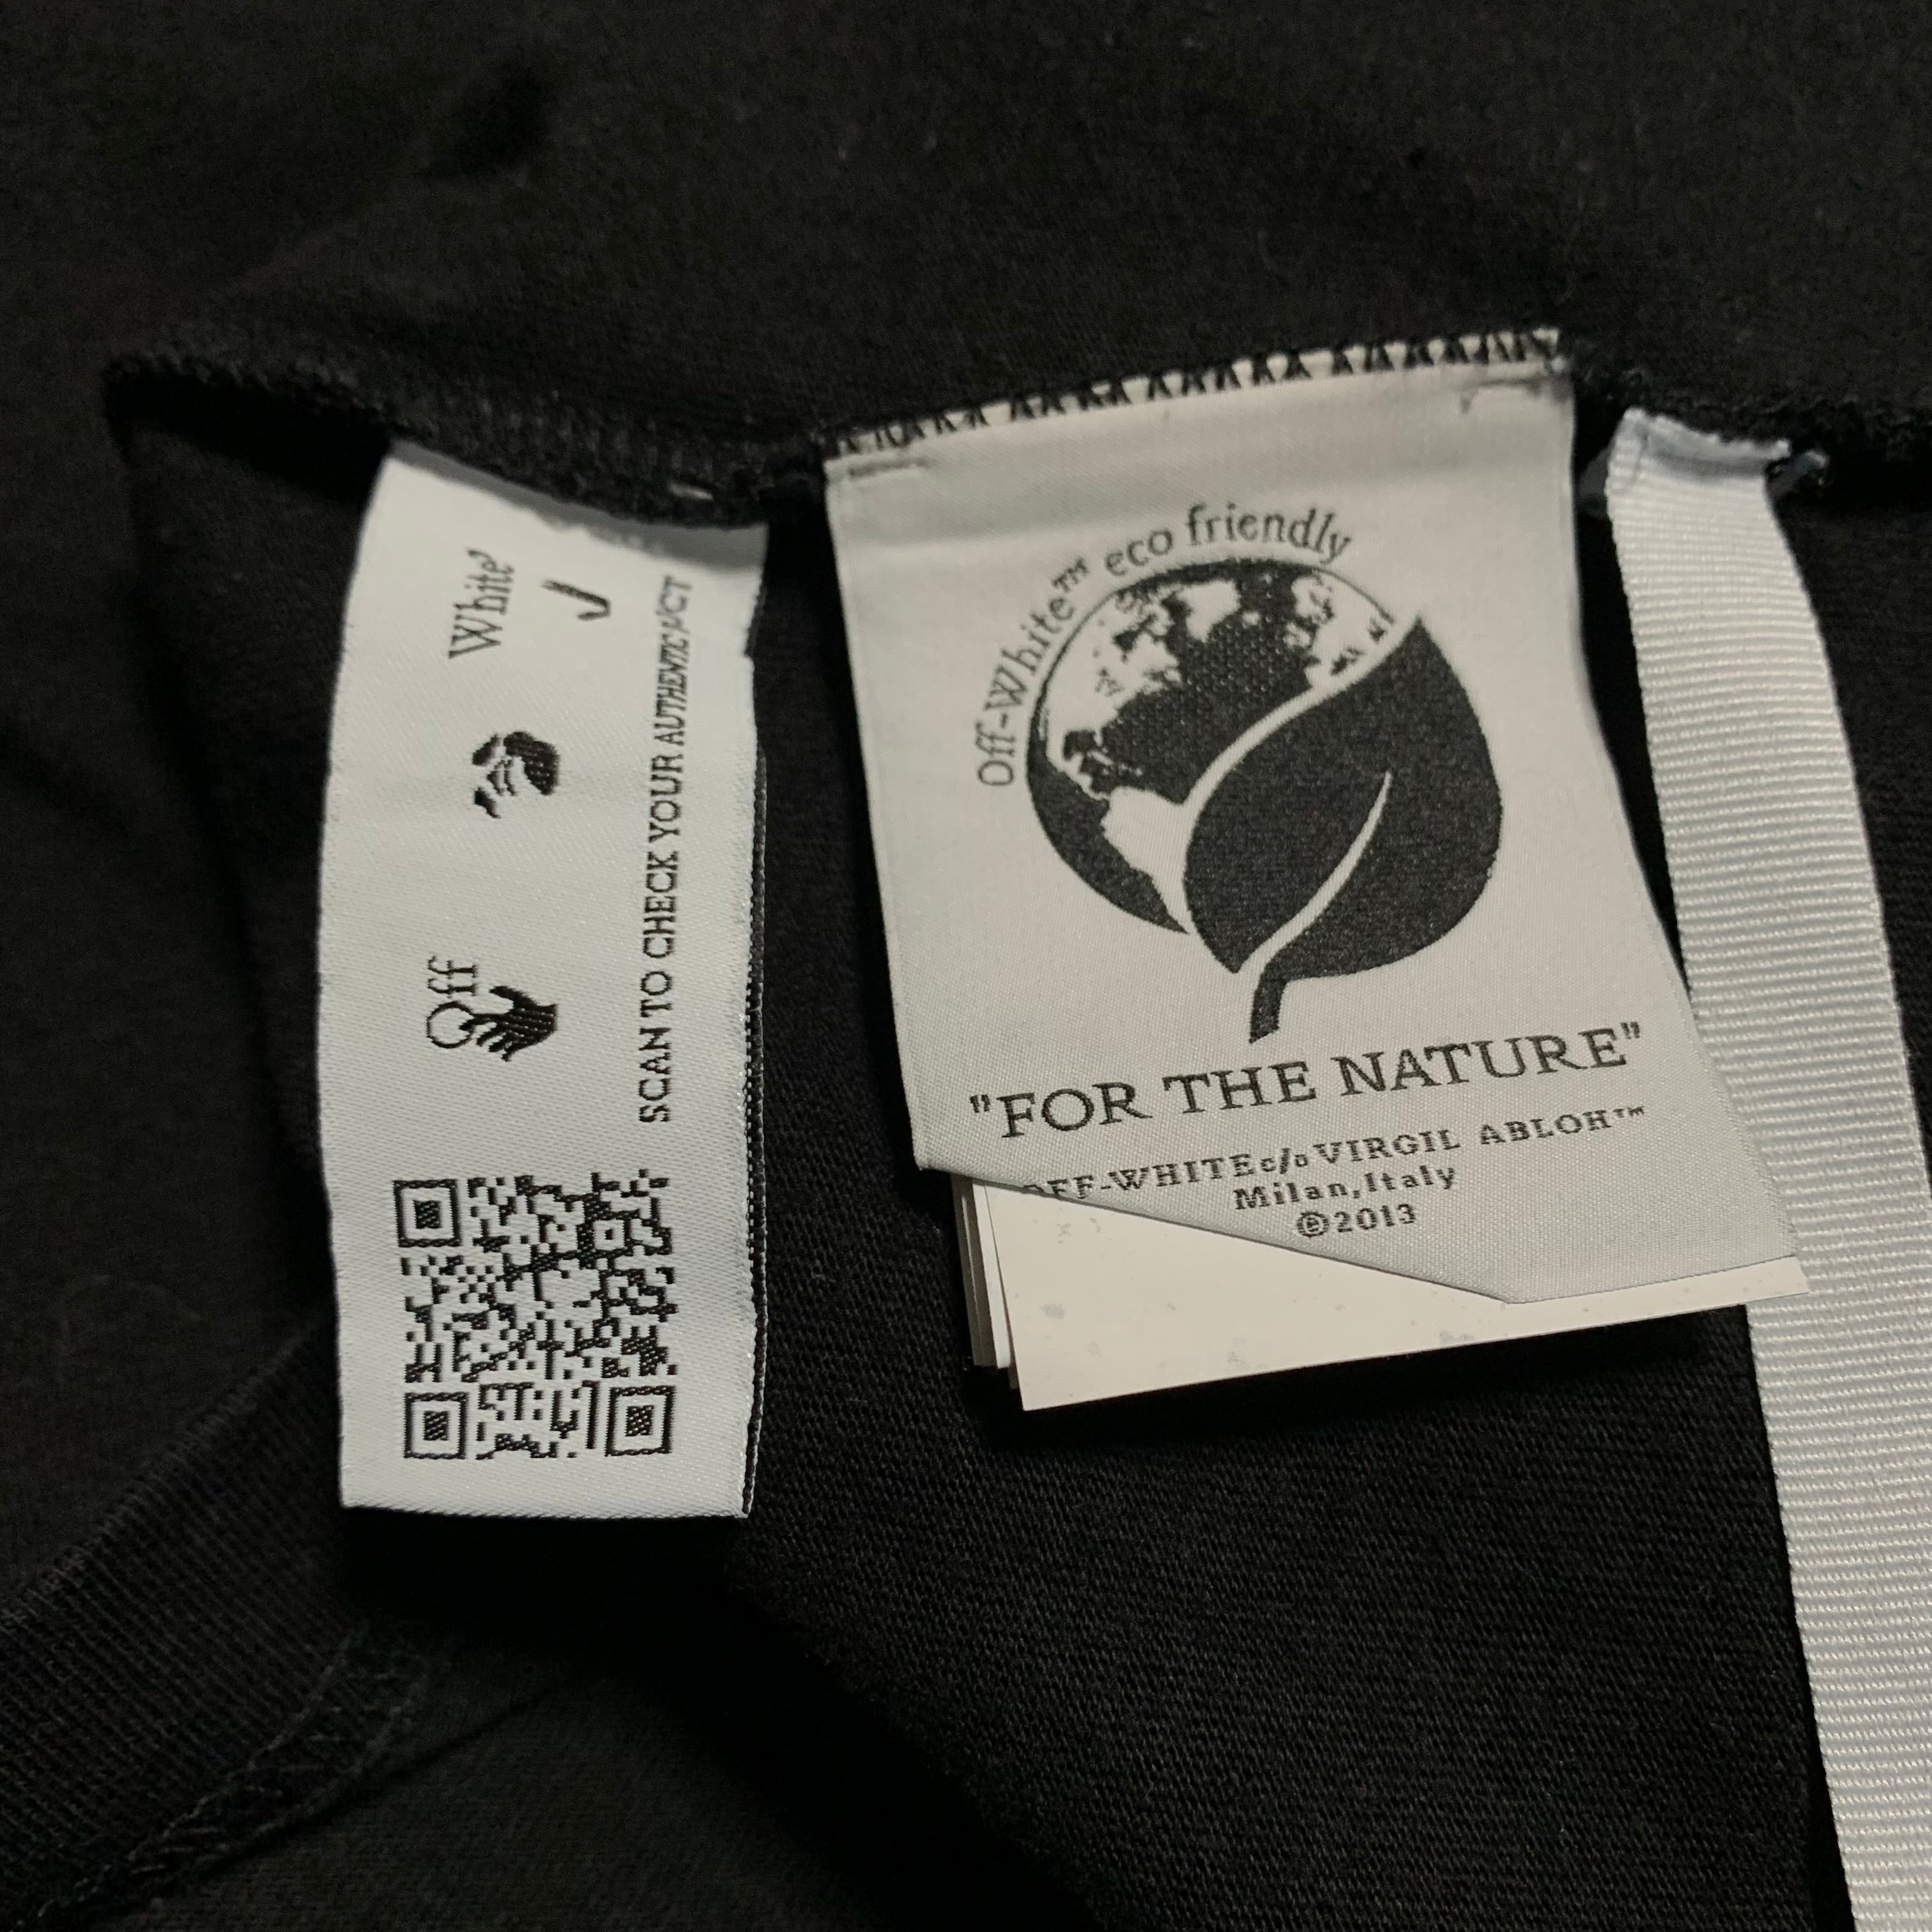 Off White
SCAN TO CHECK YOUR
Off-White™ eco friendly
"FOR THE NATURE"
OFF-WHITE c/o VIRGIL ABLOH™
Milan, Italy
©2013